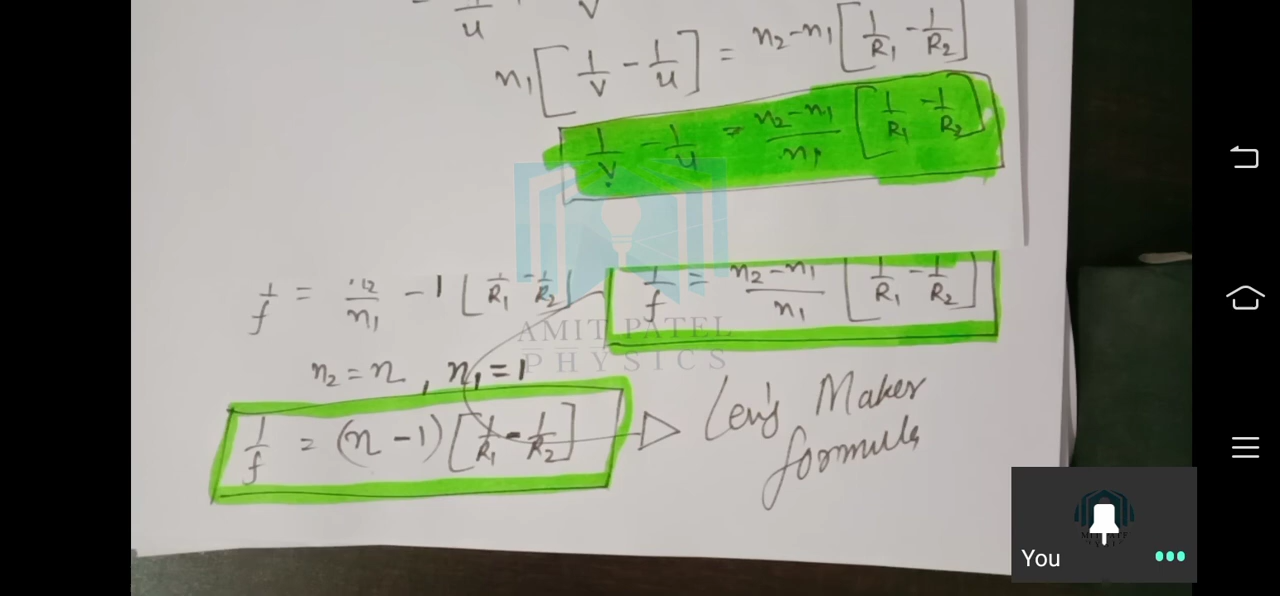 u
v
n₁[1/v - 1/u] = n₂-n₁[1/R₁ - 1/R₂]
1/v - 1/u = n₂-n₁/n₁ [1/R₁ - 1/R₂]
1/f = n₂/n₁ - 1 [1/R₁ - 1/R₂]
1/f = n₂-n₁/n₁ [1/R₁ - 1/R₂]
AMIT PATEL
PHYSICS
n₂ = n, n₁ = 1
1/f = (n - 1)[1/R₁ - 1/R₂]
Len's Maker
formula
You